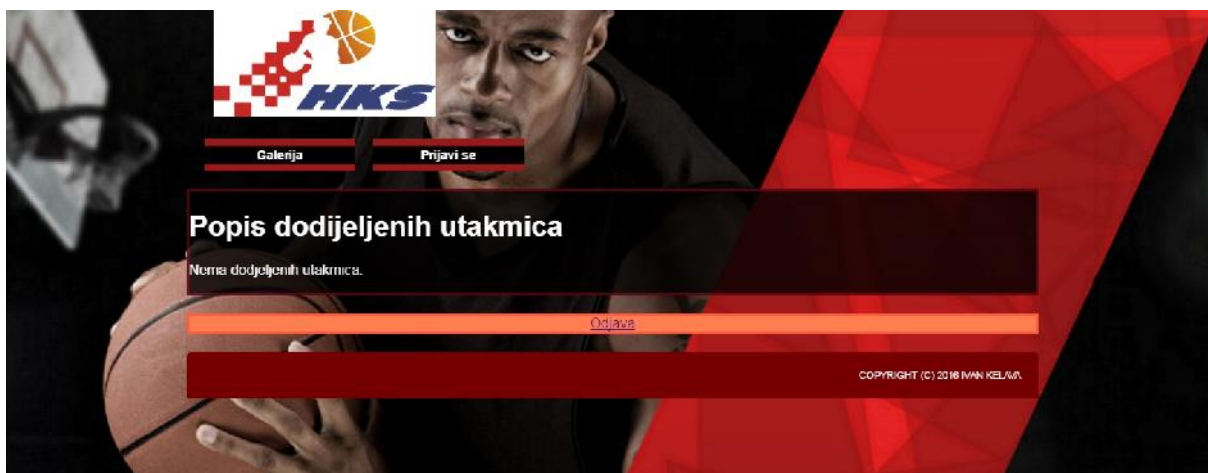 HKS
Galerija
Prijavi se
Popis dodijeljenih utakmica
Nema dodjeljenih utakmica.
Odjava
COPYRIGHT (C) 2016 IVAN KELAVA